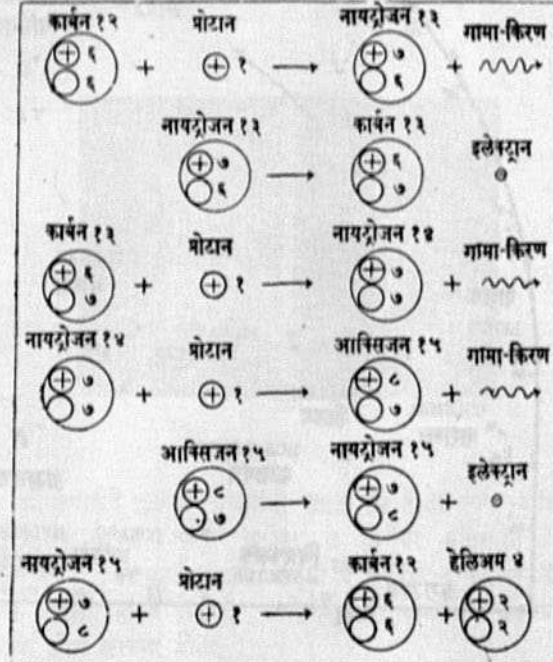 कार्बन १२ प्रोटान नायट्रोजन १३ गामा-किरण
+ ६ + + १ + ७ +
६ ६
नायट्रोजन १३ कार्बन १३ इलेक्ट्रान
+ ७ + ६
६ ७
कार्बन १३ प्रोटान नायट्रोजन १४ गामा-किरण
+ ६ + + १ + ७ +
७ ७
नायट्रोजन १४ प्रोटान आक्सिजन १५ गामा-किरण
+ ७ + + १ + ८ +
७ ७
आक्सिजन १५ नायट्रोजन १५ इलेक्ट्रान
+ ८ + ७ +
७ ८
नायट्रोजन १५ प्रोटान कार्बन १२ हेलिअम ४
+ ७ + + १ + ६ + + २
८ ६ २